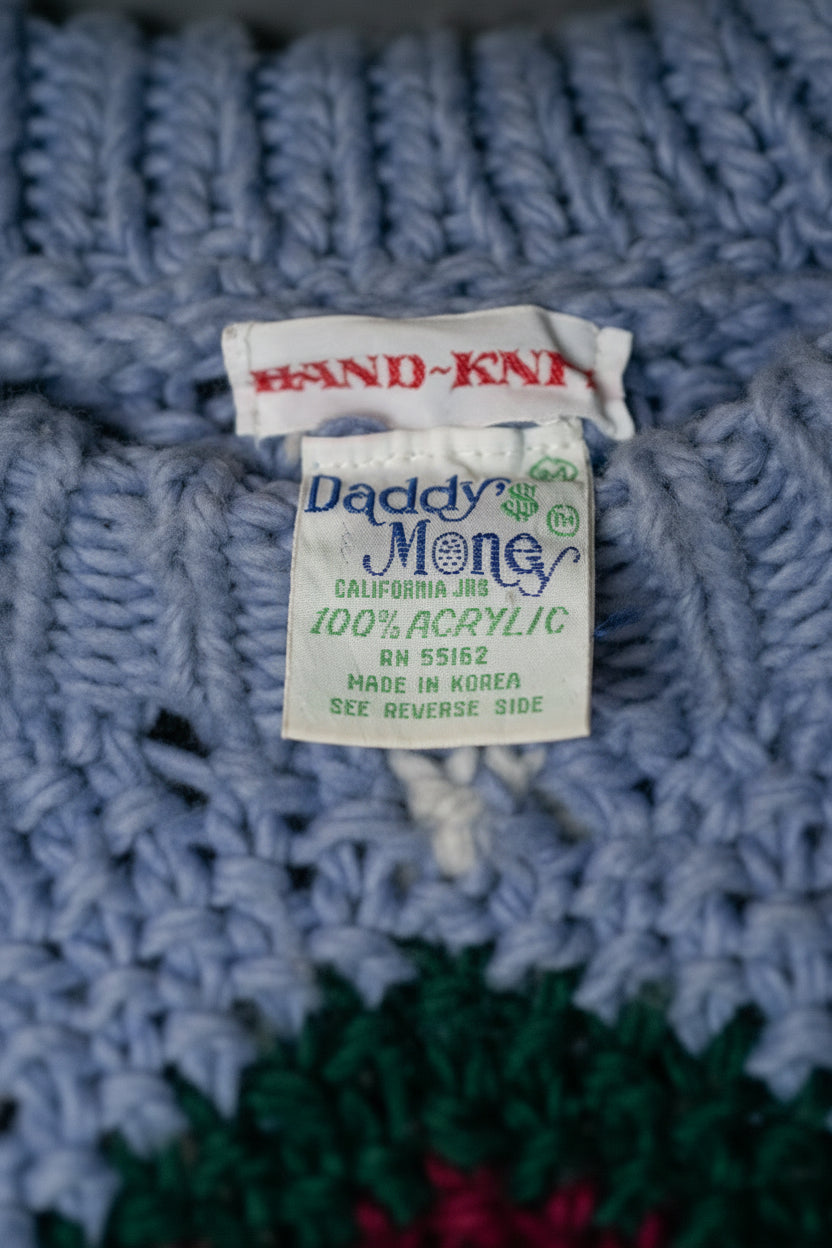 HAND~KNIT
Daddy'$
Money
CALIFORNIA JRS
100% ACRYLIC
RN 55162
MADE IN KOREA
SEE REVERSE SIDE